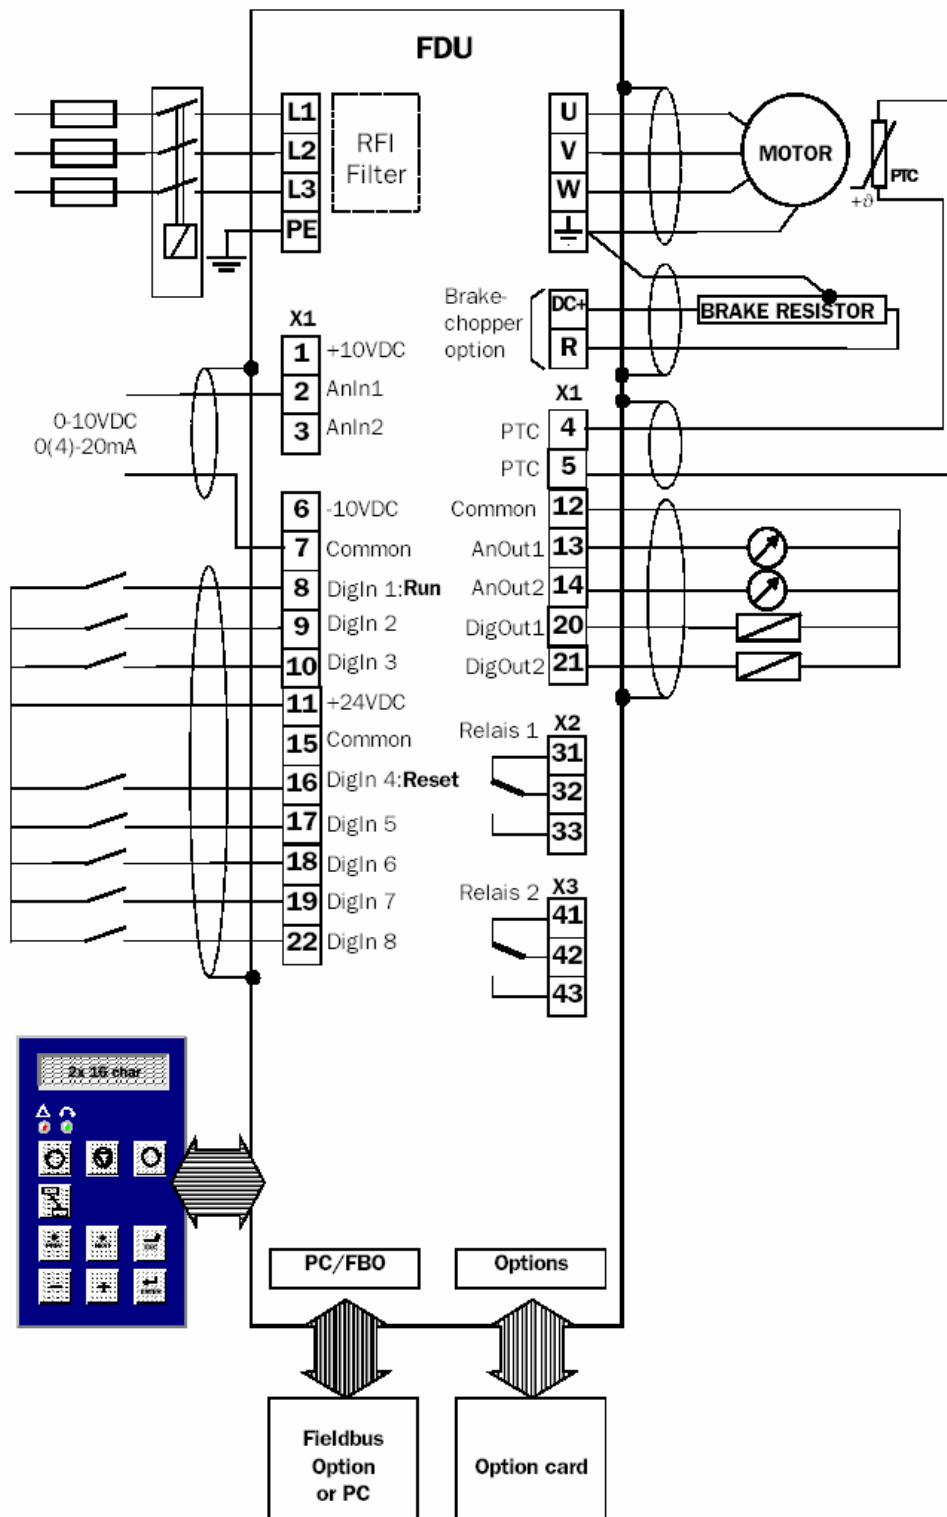 FDU
L1
L2
L3
PE
RFI
Filter
U
V
W
MOTOR
PTC
+ϑ
Brake-
chopper
option
DC+
R
BRAKE RESISTOR
X1
1 +10VDC
2 AnIn1
3 AnIn2
0-10VDC
0(4)-20mA
6 -10VDC
7 Common
8 DigIn 1:Run
9 DigIn 2
10 DigIn 3
11 +24VDC
15 Common
16 DigIn 4:Reset
17 DigIn 5
18 DigIn 6
19 DigIn 7
22 DigIn 8
X1
PTC 4
PTC 5
Common 12
AnOut1 13
AnOut2 14
DigOut1 20
DigOut2 21
Relais 1
X2
31
32
33
Relais 2
X3
41
42
43
2x 16 char
PREV
NEXT
ESC
−
+
ENTER
PC/FBO
Options
Fieldbus
Option
or PC
Option card